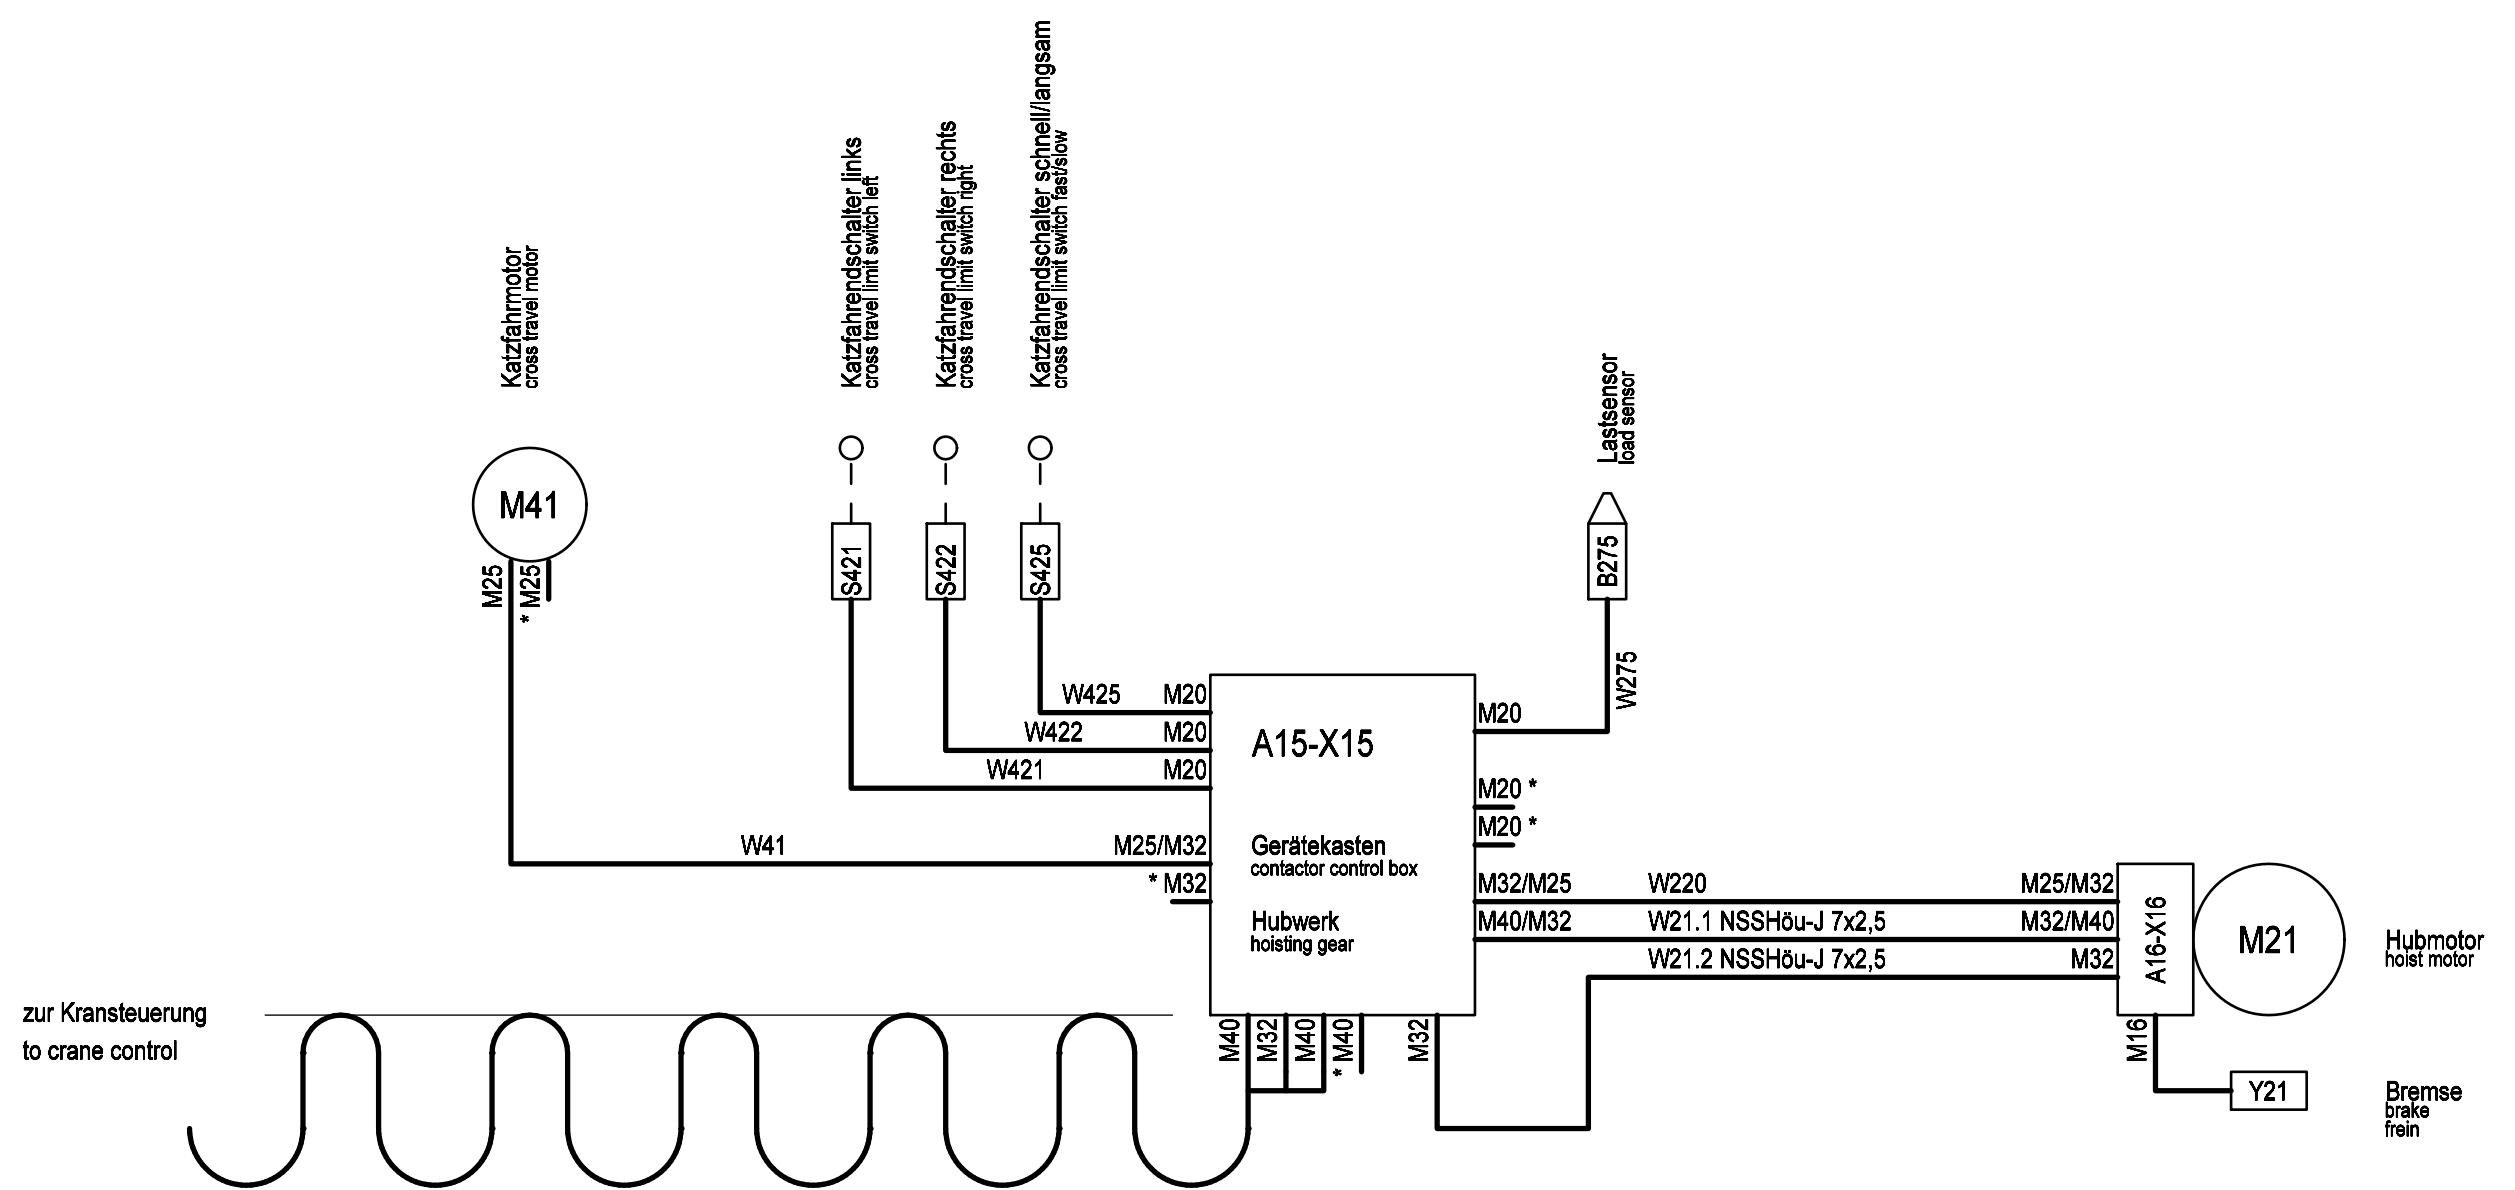 Katzfahrmotor
cross travel motor
Katzfahrendschalter links
cross travel limit switch left
Katzfahrendschalter rechts
cross travel limit switch right
Katzfahrendschalter schnell/langsam
cross travel limit switch fast/slow
Lastsensor
load sensor
M41
S421
S422
S425
B275
M25
* M25
W275
W425 M20
W422 M20
W421 M20
W41 M25/M32
* M32
A15-X15
Gerätekasten
contactor control box
Hubwerk
hoisting gear
M20
M20 *
M20 *
M32/M25 W220 M25/M32
M40/M32 W21.1 NSSHöu-J 7x2,5 M32/M40
W21.2 NSSHöu-J 7x2,5 M32
A16-X16
M21
Hubmotor
hoist motor
zur Kransteuerung
to crane control
M40
M32
M40
* M40
M32
M16
Y21
Bremse
brake
frein